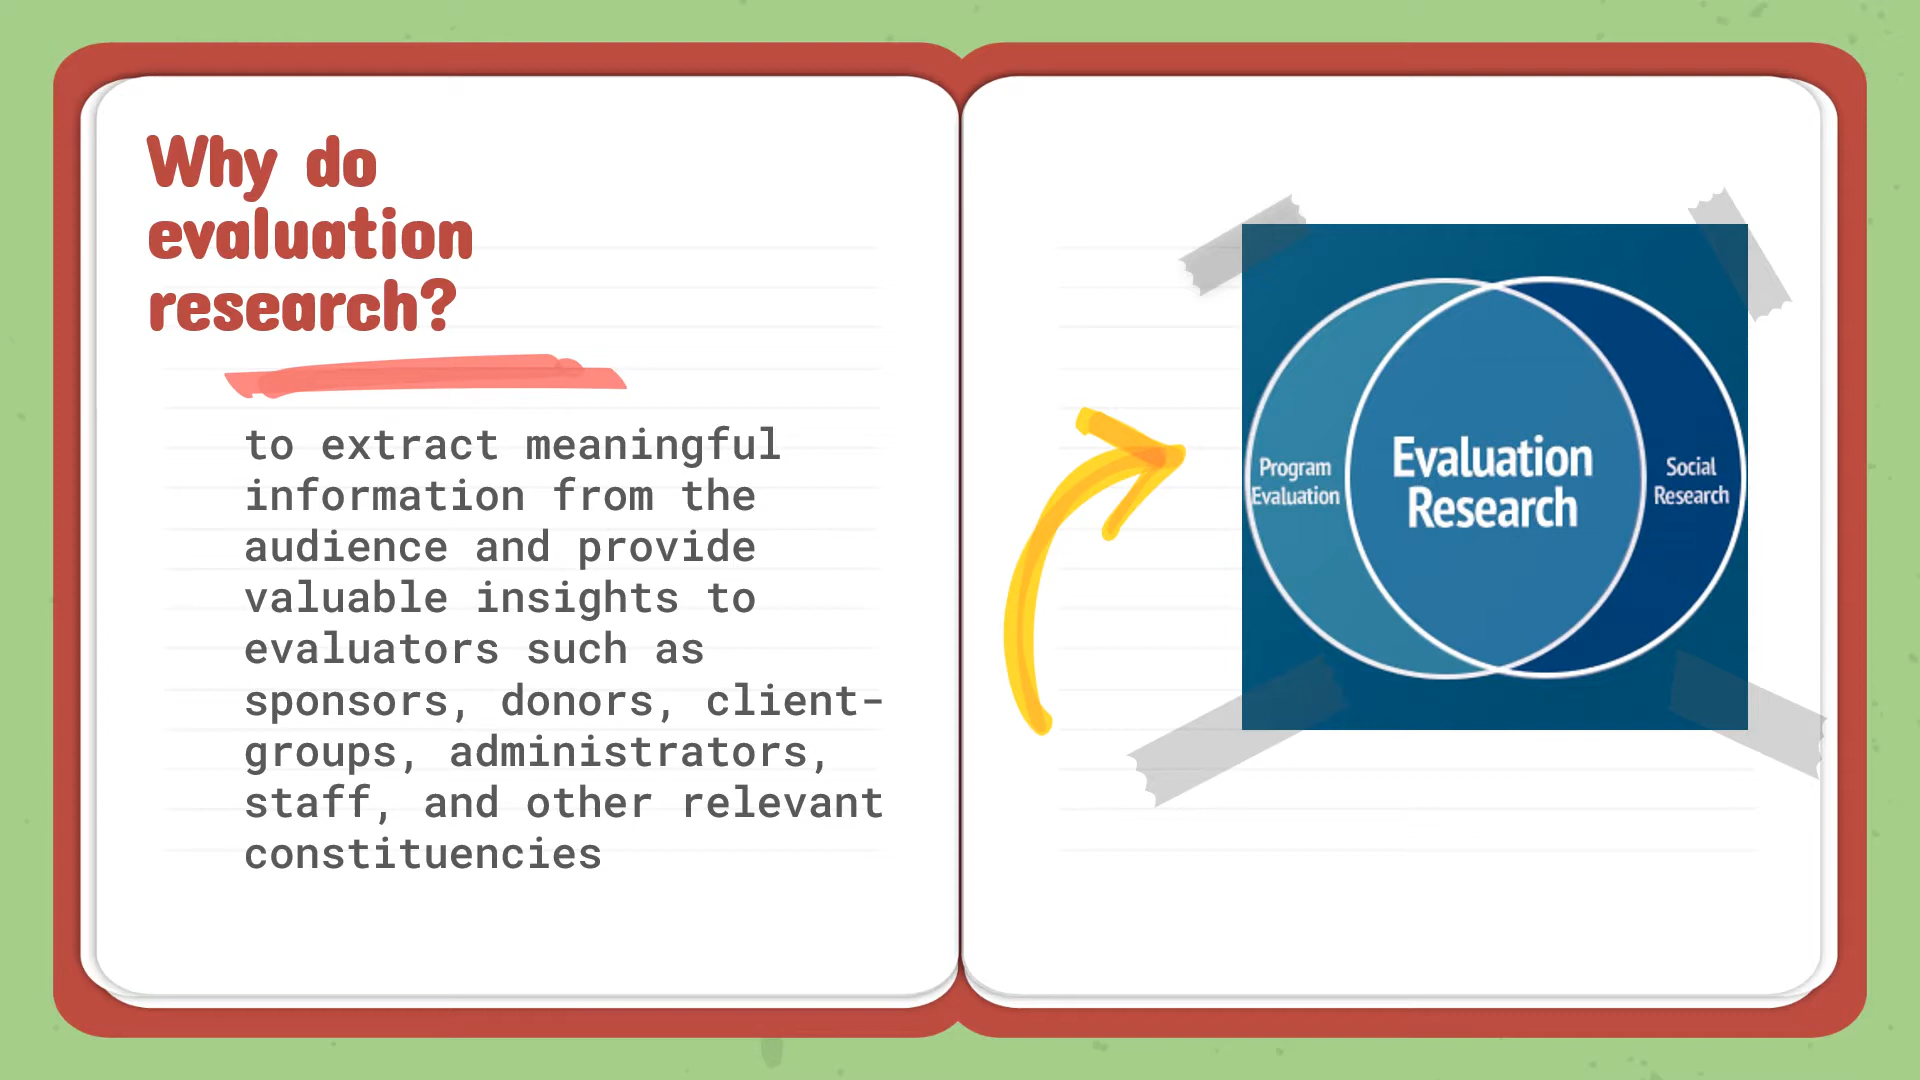 Why do
evaluation
research?
to extract meaningful
information from the
audience and provide
valuable insights to
evaluators such as
sponsors, donors, client-
groups, administrators,
staff, and other relevant
constituencies
Program
Evaluation
Evaluation
Research
Social
Research